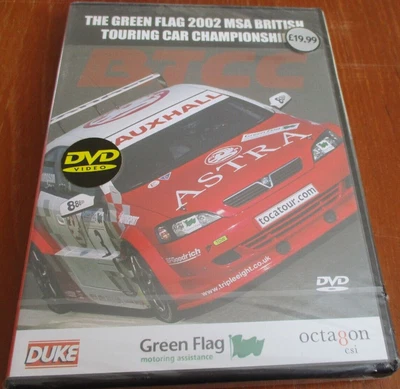 THE GREEN FLAG 2002 MSA BRITISH
TOURING CAR CHAMPIONSHIP
£19.99
BTCC
VAUXHALL
DVD
VIDEO
ASTRA
tocatour.com
www.triple8ight.co.uk
DVD
DUKE
Green Flag
motoring assistance
octagon
csi